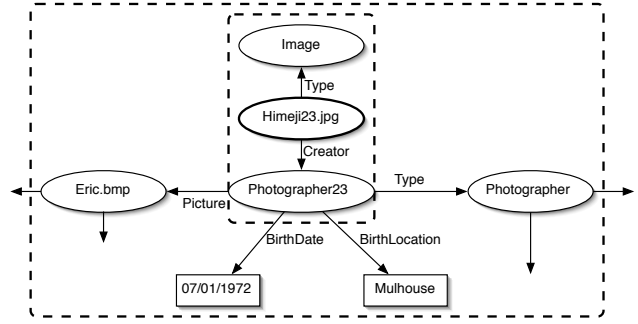 Image
Type
Himeji23.jpg
Creator
Eric.bmp
Picture
Photographer23
Type
Photographer
BirthDate
BirthLocation
07/01/1972
Mulhouse